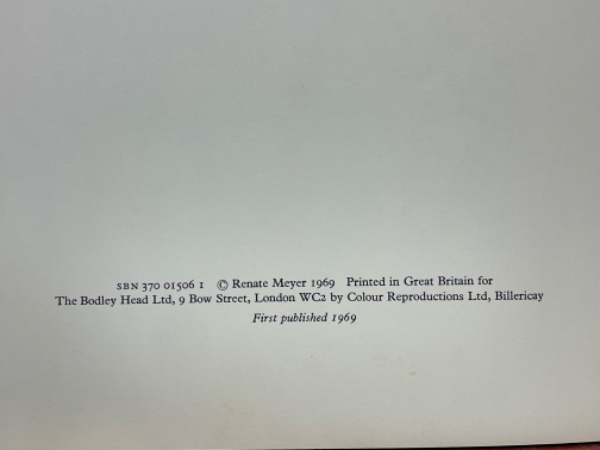 SBN 370 01506 1 © Renate Meyer 1969 Printed in Great Britain for
The Bodley Head Ltd, 9 Bow Street, London WC2 by Colour Reproductions Ltd, Billericay
First published 1969